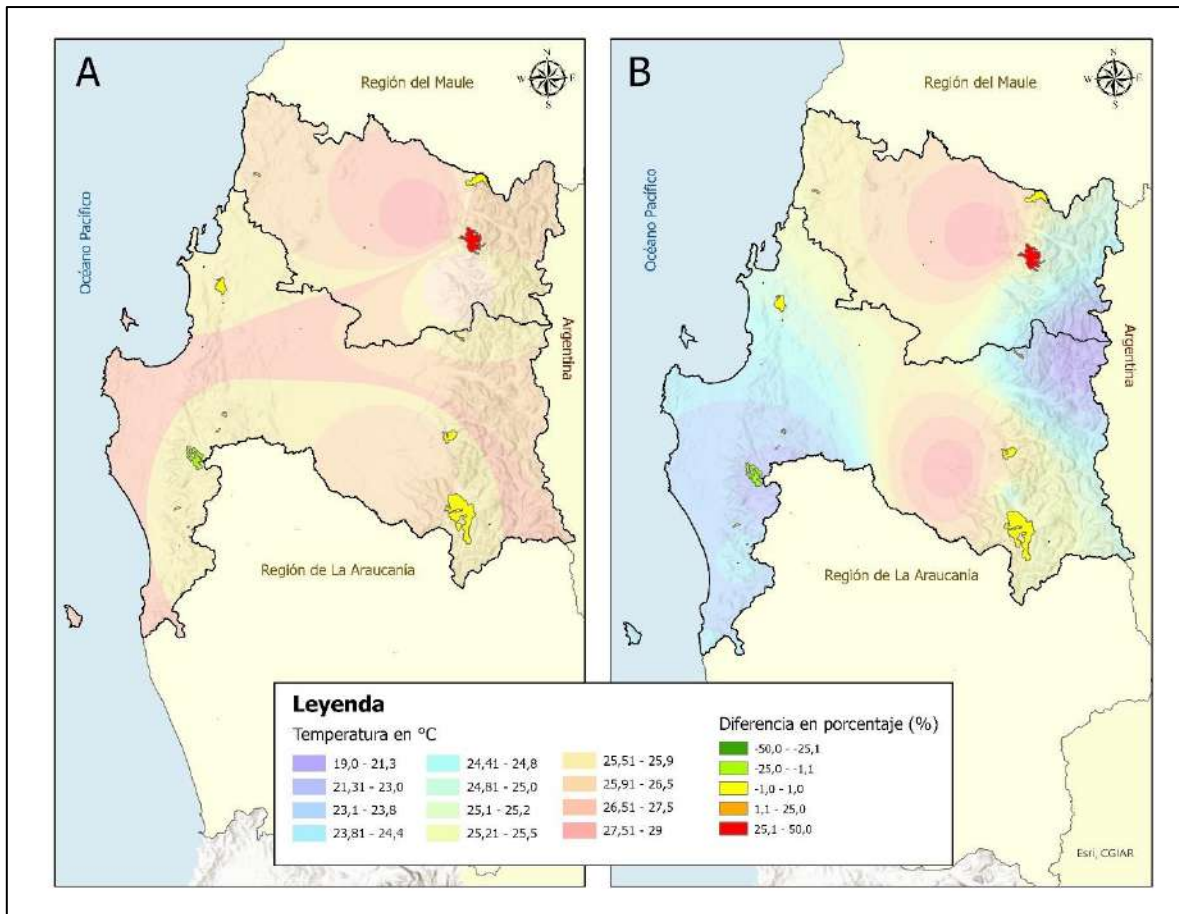 A
N
W E
S
Región del Maule
Océano Pacífico
Argentina
Región de La Araucanía
B
N
W E
S
Región del Maule
Océano Pacífico
Argentina
Región de La Araucanía
Leyenda
Temperatura en °C
19,0 - 21,3
21,31 - 23,0
23,1 - 23,8
23,81 - 24,4
24,41 - 24,8
24,81 - 25,0
25,1 - 25,2
25,21 - 25,5
25,51 - 25,9
25,91 - 26,5
26,51 - 27,5
27,51 - 29
Diferencia en porcentaje (%)
-50,0 - -25,1
-25,0 - -1,1
-1,0 - 1,0
1,1 - 25,0
25,1 - 50,0
Esri, CGIAR